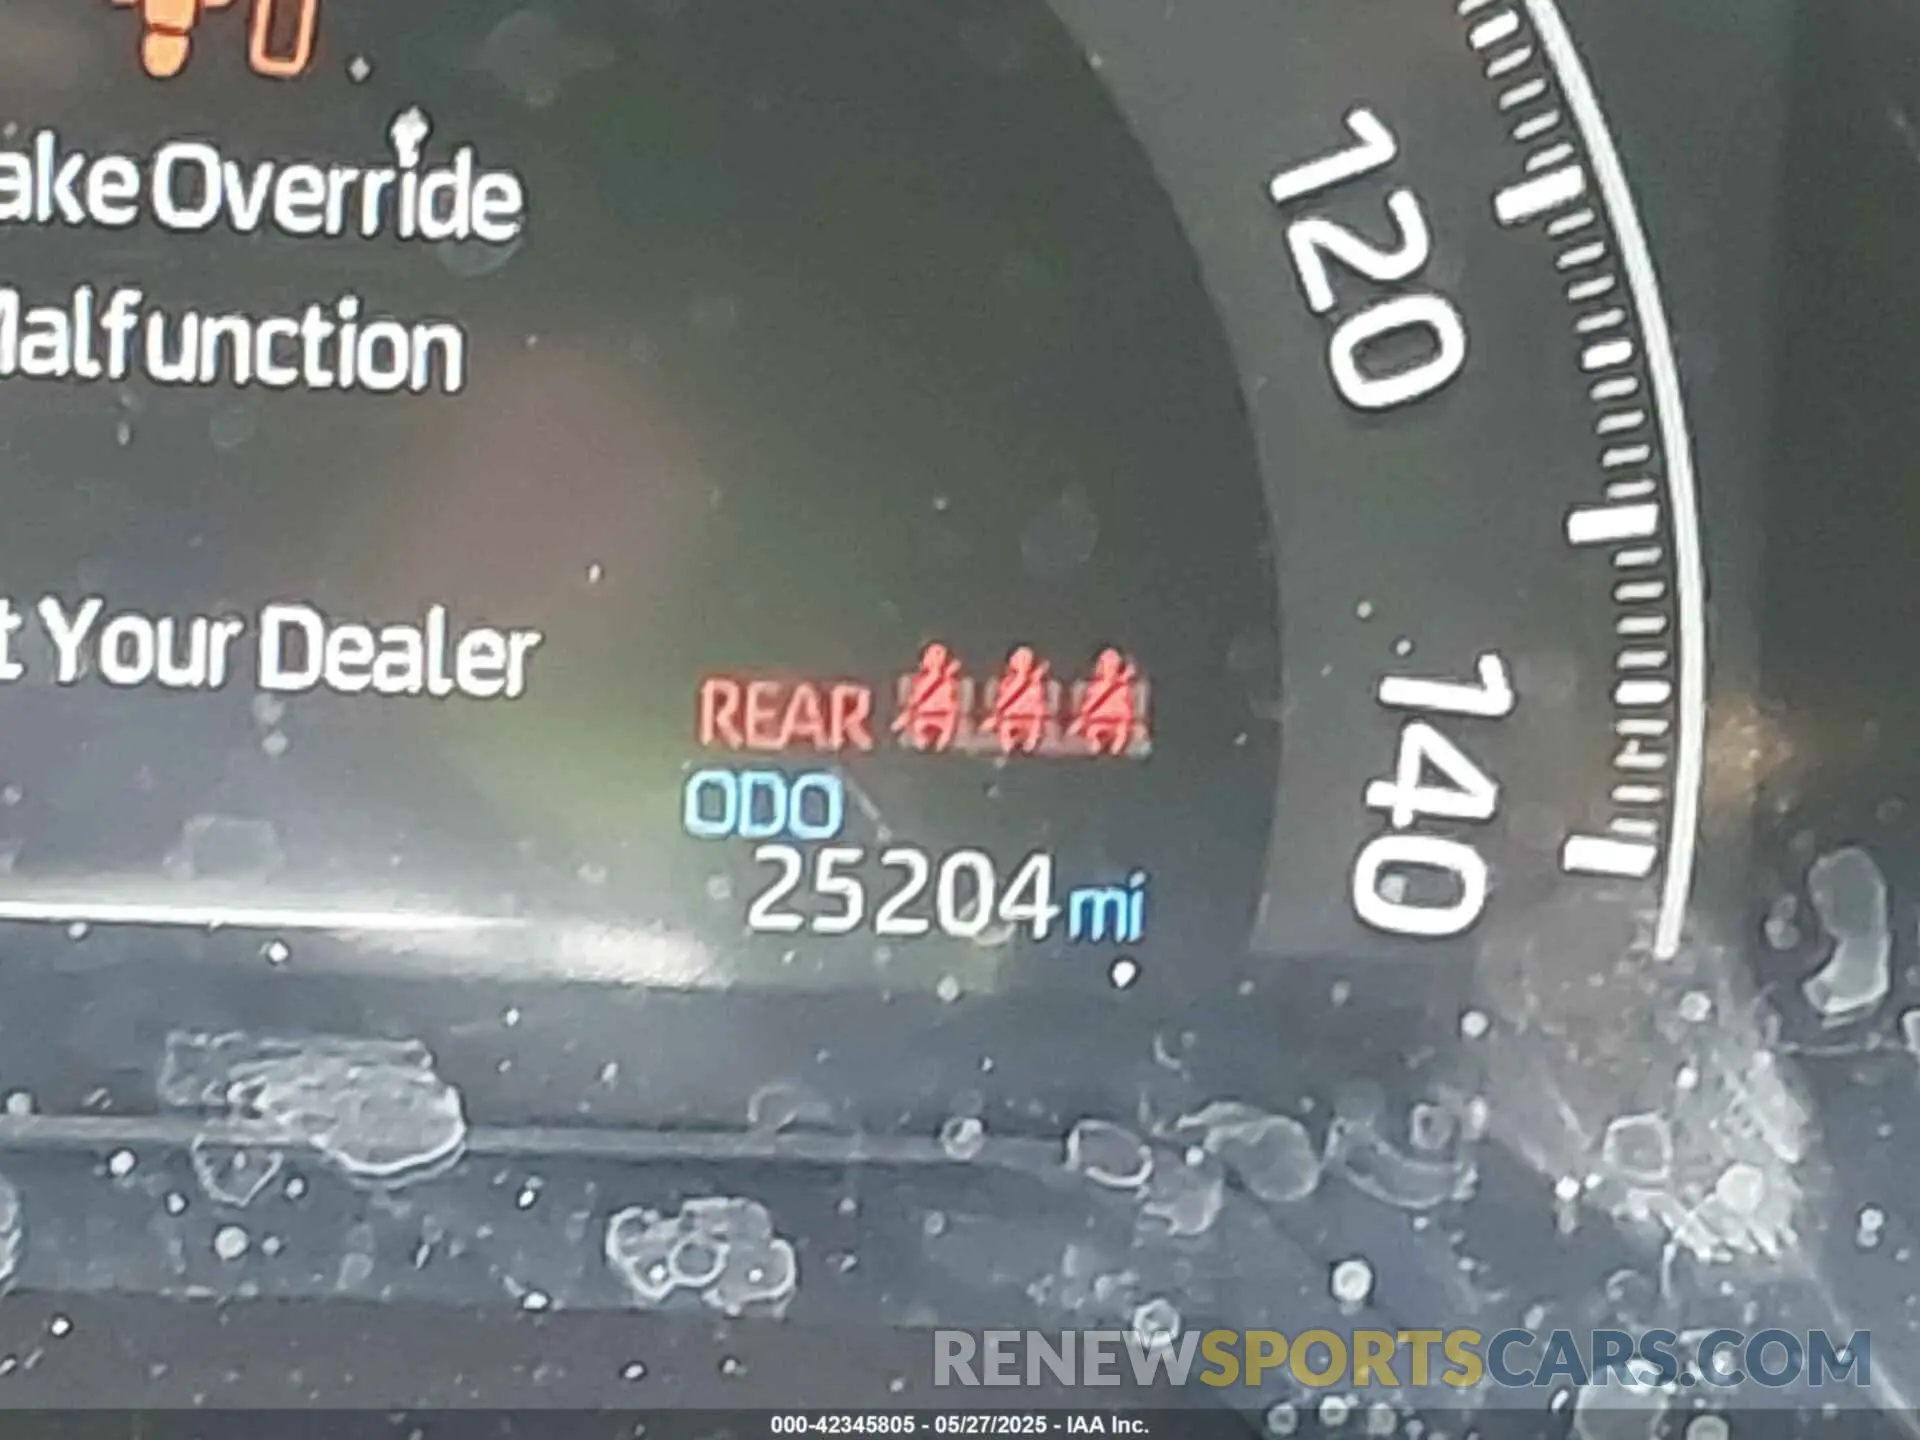 ake Override
Malfunction
t Your Dealer
REAR
ODO
25204 mi
120
140
RENEWSPORTSCARS.COM
000-42345805 - 05/27/2025 - IAA Inc.